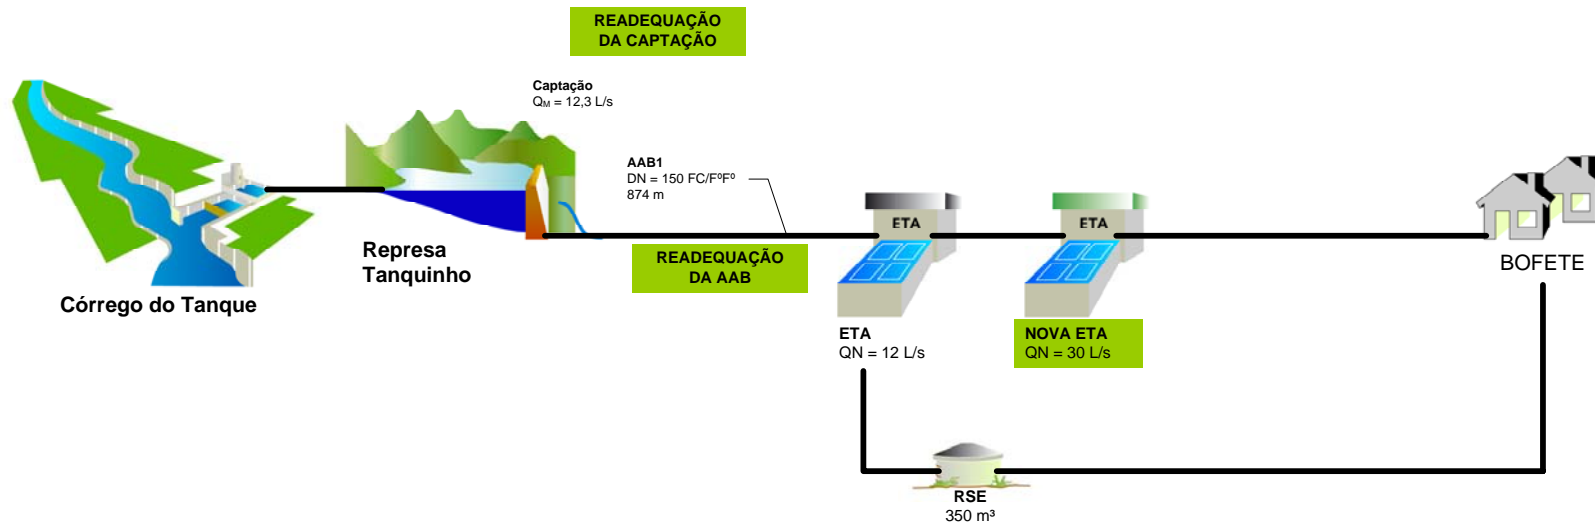 READEQUAÇÃO
DA CAPTAÇÃO
Captação
QM = 12,3 L/s
AAB1
DN = 150 FC/FºFº
874 m
ETA
ETA
Represa
Tanquinho
READEQUAÇÃO
DA AAB
BOFETE
Córrego do Tanque
ETA
QN = 12 L/s
NOVA ETA
QN = 30 L/s
RSE
350 m³